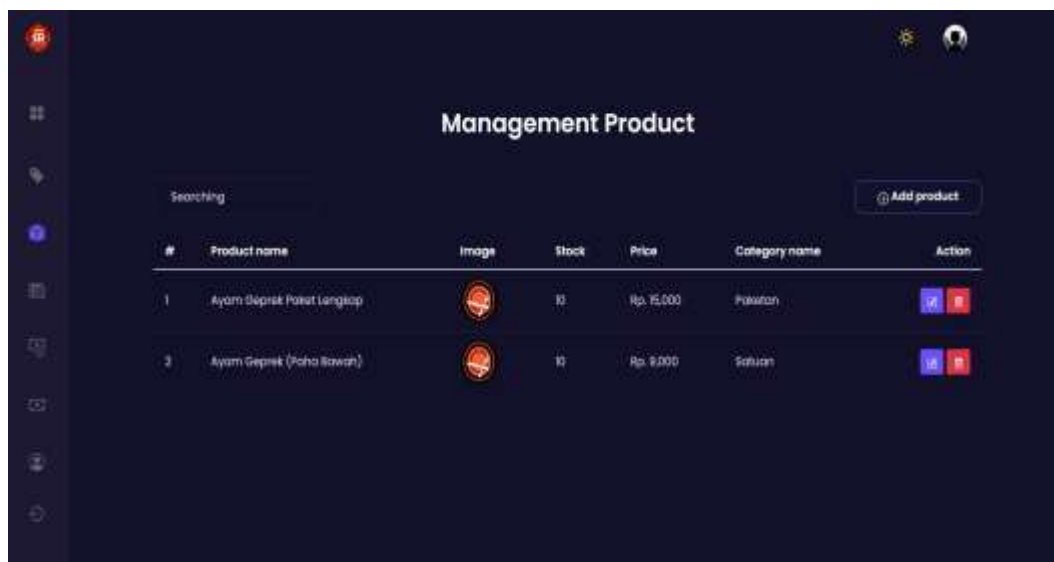 Management Product
Searching
Add product
# Product name Image Stock Price Category name Action
1 Ayam Geprek Paket Lengkap 10 Rp. 15,000 Paketan
2 Ayam Geprek (Paha Bawah) 10 Rp. 9,000 Satuan